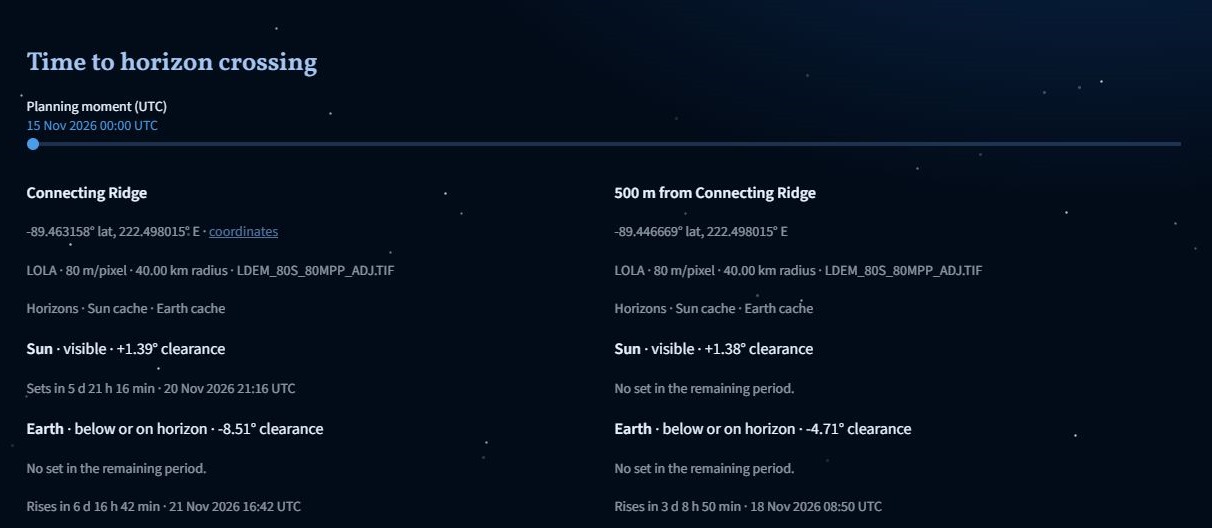 Time to horizon crossing
Planning moment (UTC)
15 Nov 2026 00:00 UTC
Connecting Ridge
-89.463158° lat, 222.498015° E · coordinates
LOLA · 80 m/pixel · 40.00 km radius · LDEM_80S_80MPP_ADJ.TIF
Horizons · Sun cache · Earth cache
Sun · visible · +1.39° clearance
Sets in 5 d 21 h 16 min · 20 Nov 2026 21:16 UTC
Earth · below or on horizon · -8.51° clearance
No set in the remaining period.
Rises in 6 d 16 h 42 min · 21 Nov 2026 16:42 UTC
500 m from Connecting Ridge
-89.446669° lat, 222.498015° E
LOLA · 80 m/pixel · 40.00 km radius · LDEM_80S_80MPP_ADJ.TIF
Horizons · Sun cache · Earth cache
Sun · visible · +1.38° clearance
No set in the remaining period.
Earth · below or on horizon · -4.71° clearance
No set in the remaining period.
Rises in 3 d 8 h 50 min · 18 Nov 2026 08:50 UTC